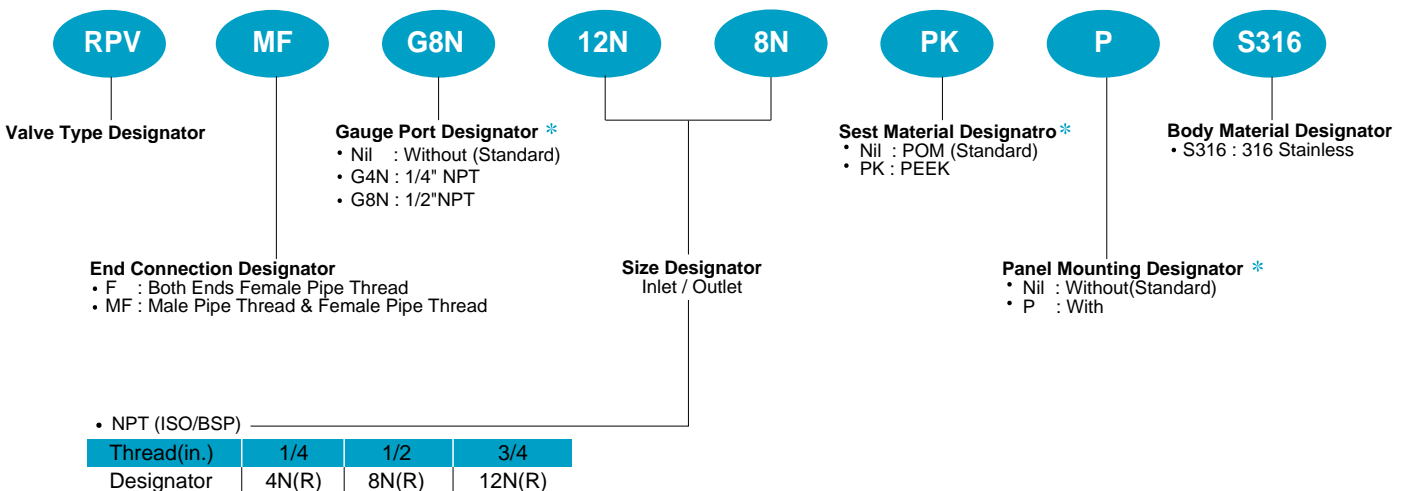 RPV MF G8N 12N 8N PK P S316
Valve Type Designator
Gauge Port Designator *
• Nil : Without (Standard)
• G4N : 1/4" NPT
• G8N : 1/2"NPT
Sest Material Designatro*
• Nil : POM (Standard)
• PK : PEEK
Body Material Designator
• S316 : 316 Stainless
End Connection Designator
• F : Both Ends Female Pipe Thread
• MF : Male Pipe Thread & Female Pipe Thread
Size Designator
Inlet / Outlet
Panel Mounting Designator *
• Nil : Without(Standard)
• P : With
• NPT (ISO/BSP)
Thread(in.) 1/4 1/2 3/4
Designator 4N(R) 8N(R) 12N(R)